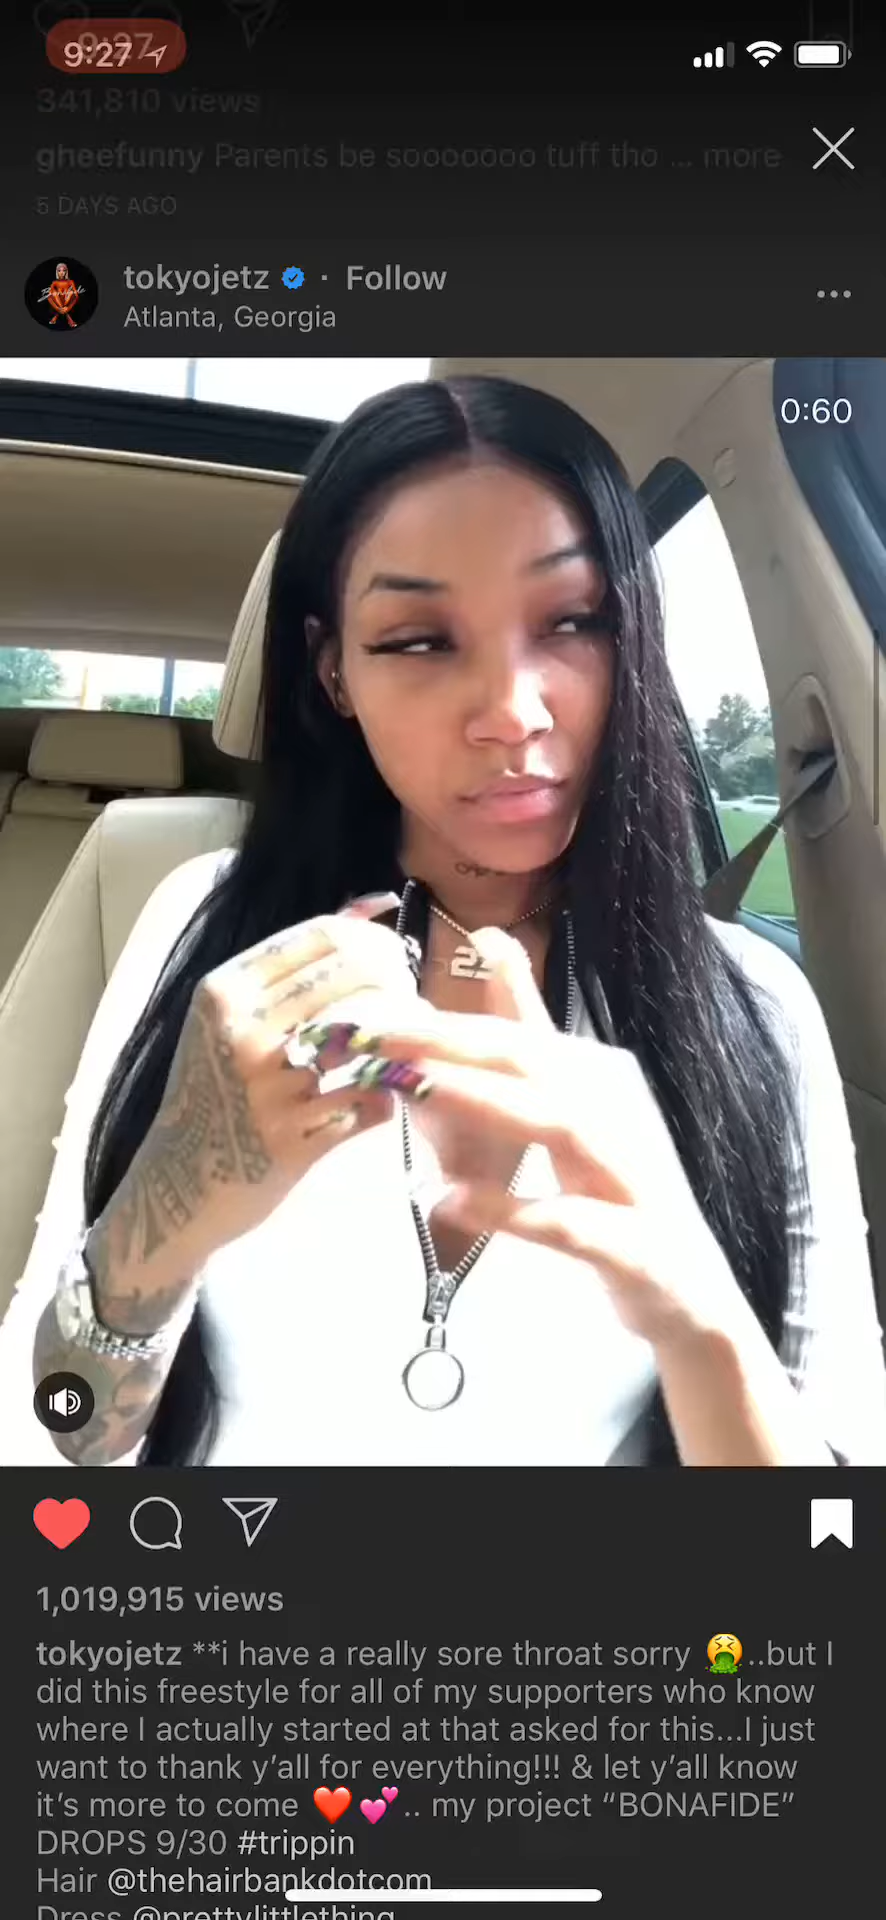 9:27
341,810 views
gheefunny Parents be sooooooo tuff tho ... more
5 DAYS AGO
tokyojetz · Follow
Atlanta, Georgia
0:60
22
1,019,915 views
tokyojetz **i have a really sore throat sorry 🤮..but I
did this freestyle for all of my supporters who know
where I actually started at that asked for this...I just
want to thank y’all for everything!!! & let y’all know
it’s more to come ❤️💕.. my project “BONAFIDE”
DROPS 9/30 #trippin
Hair @thehairbankdotcom
Dress @prettylittlething